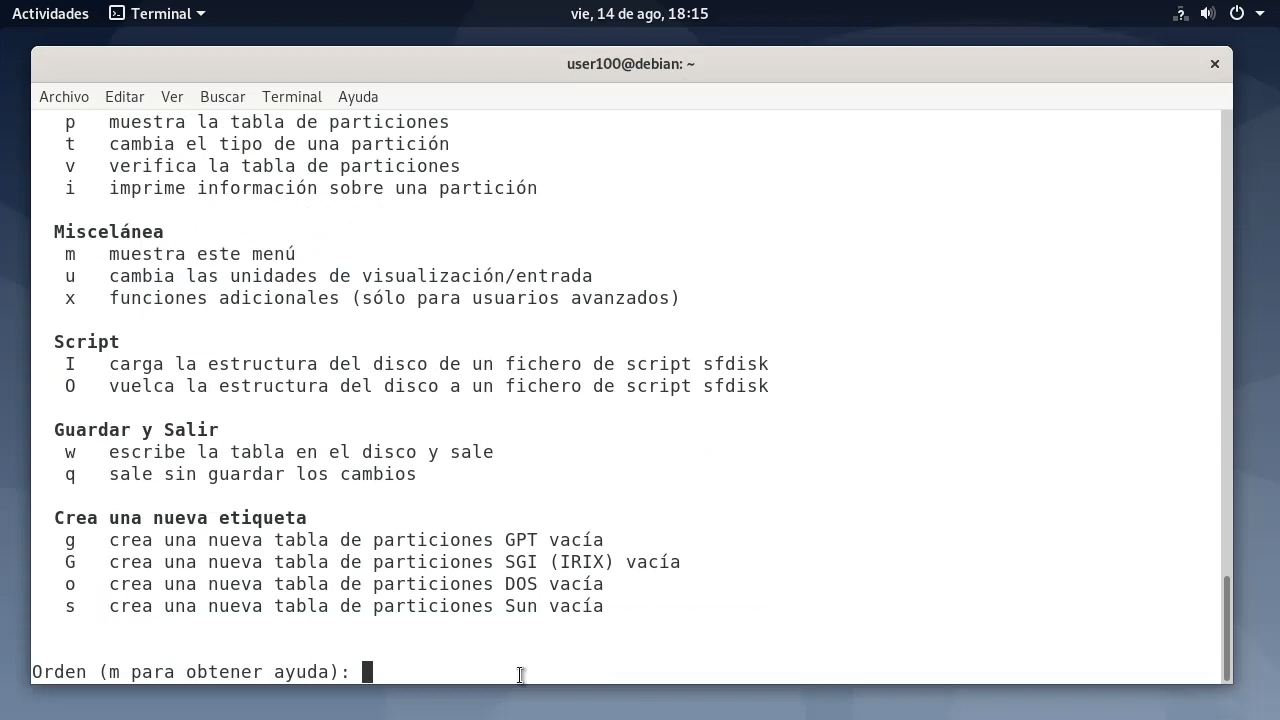 Actividades Terminal vie, 14 de ago, 18:15 ?
user100@debian: ~ ×
Archivo Editar Ver Buscar Terminal Ayuda
p muestra la tabla de particiones
t cambia el tipo de una partición
v verifica la tabla de particiones
i imprime información sobre una partición
Miscelánea
m muestra este menú
u cambia las unidades de visualización/entrada
x funciones adicionales (sólo para usuarios avanzados)
Script
I carga la estructura del disco de un fichero de script sfdisk
O vuelca la estructura del disco a un fichero de script sfdisk
Guardar y Salir
w escribe la tabla en el disco y sale
q sale sin guardar los cambios
Crea una nueva etiqueta
g crea una nueva tabla de particiones GPT vacía
G crea una nueva tabla de particiones SGI (IRIX) vacía
o crea una nueva tabla de particiones DOS vacía
s crea una nueva tabla de particiones Sun vacía
Orden (m para obtener ayuda):